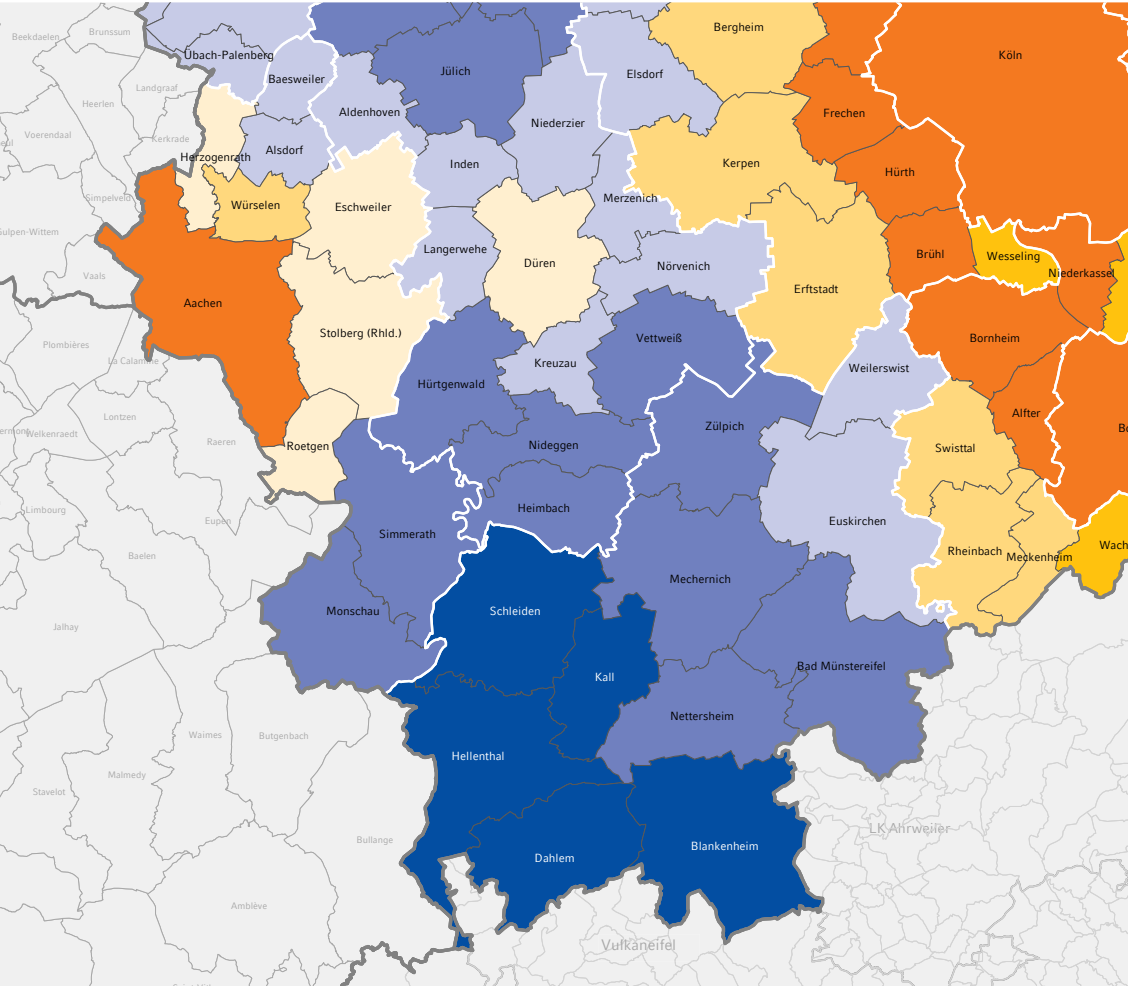 Bergheim
Beekdaelen
Brunssum
Übach-Palenberg
Köln
Jülich
Elsdorf
Baesweiler
Landgraaf
Heerlen
Aldenhoven
Frechen
Niederzier
Voerendaal
Kerkrade
Alsdorf
Herzogenrath
Inden
Kerpen
Hürth
Simpelveld
Merzenich
Würselen
Eschweiler
Gulpen-Wittem
Langerwehe
Brühl
Wesseling
Düren
Nörvenich
Niederkassel
Vaals
Erftstadt
Aachen
Stolberg (Rhld.)
Vettweiß
Bornheim
Plombières
La Calamine
Kreuzau
Weilerswist
Hürtgenwald
Lontzen
Alfter
Zülpich
Bo
Welkenraedt
Raeren
Roetgen
Nideggen
Swisttal
Limbourg
Heimbach
Eupen
Euskirchen
Simmerath
Wach
Baelen
Rheinbach
Meckenheim
Mechernich
Monschau
Schleiden
Jalhay
Bad Münstereifel
Kall
Nettersheim
Waimes
Butgenbach
Hellenthal
Malmedy
Stavelot
LK Ahrweiler
Bullange
Blankenheim
Dahlem
Amblève
Vulkaneifel